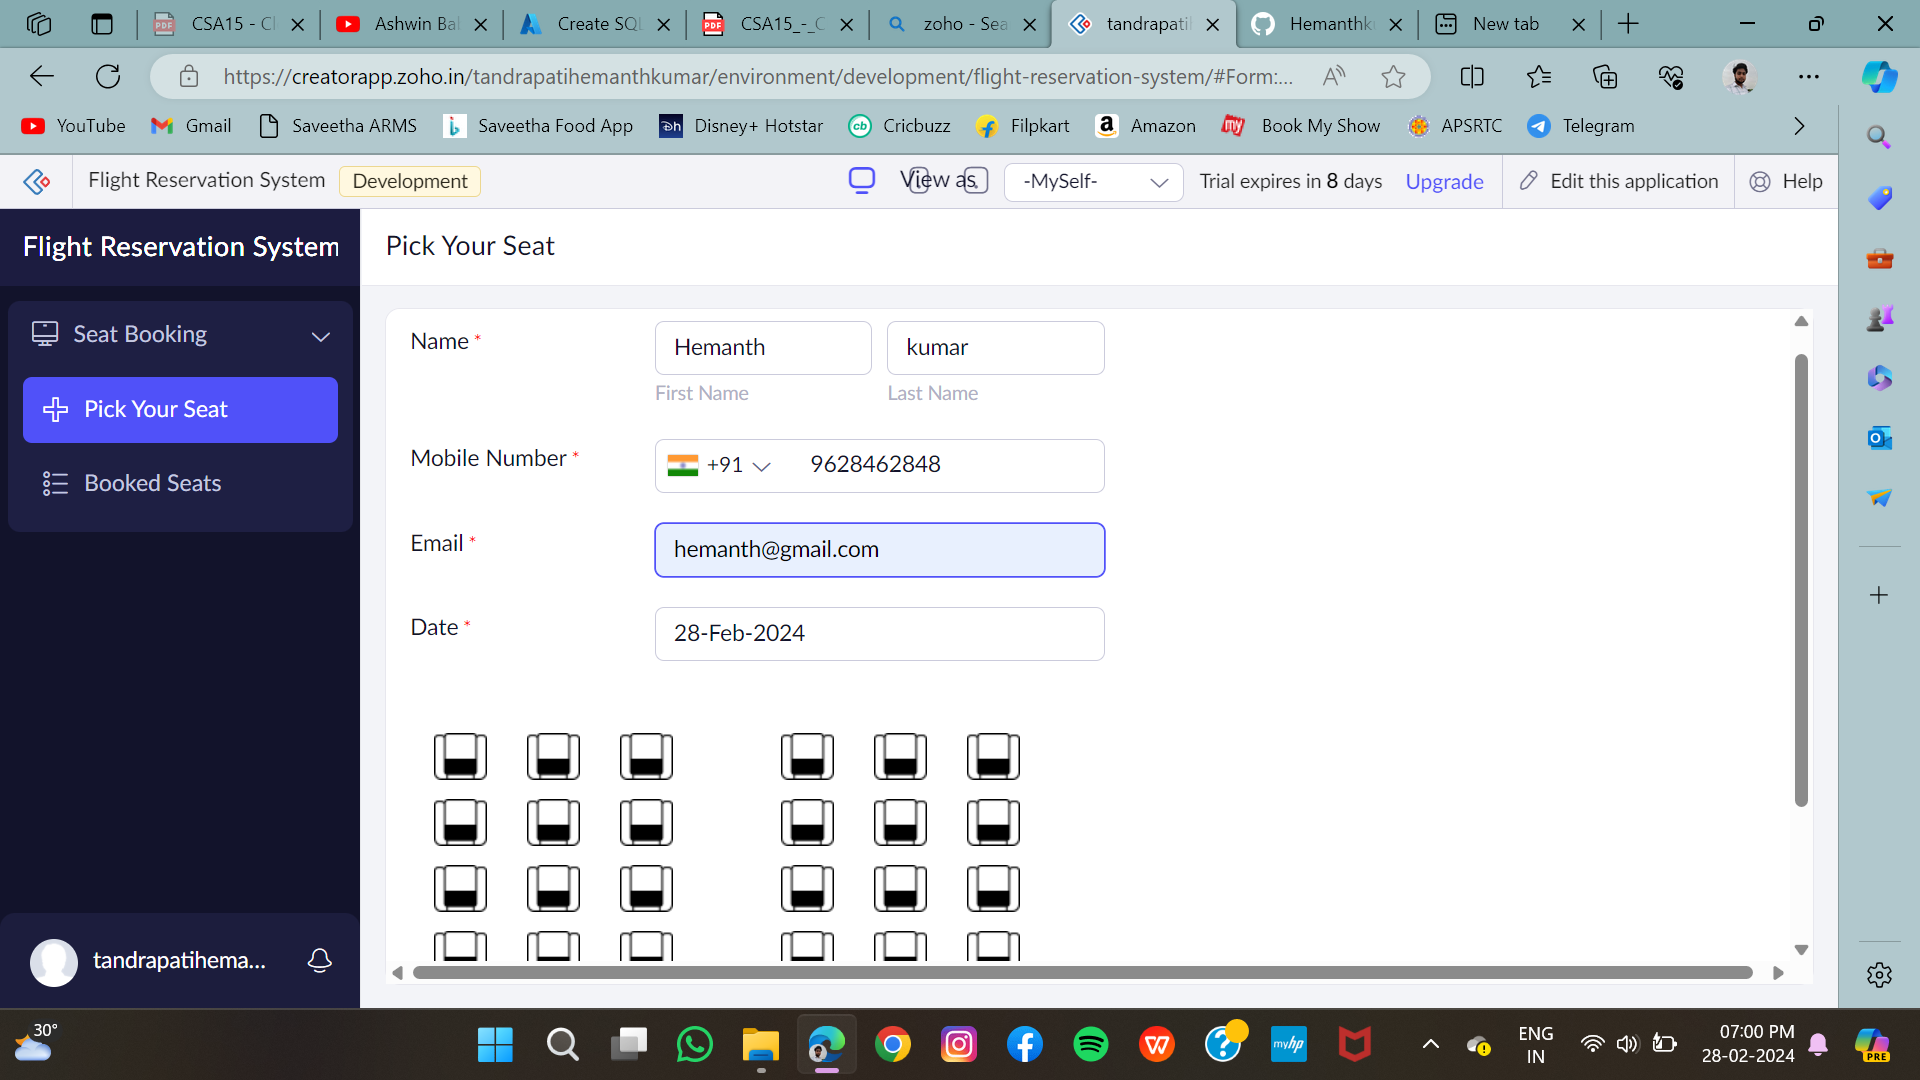 CSA15 - Cl
Ashwin Bal
Create SQL
CSA15_-_C
zoho - Sea
tandrapati
Hemanthku
New tab
https://creatorapp.zoho.in/tandrapatihemanthkumar/environment/development/flight-reservation-system/#Form:...
YouTube
Gmail
Saveetha ARMS
Saveetha Food App
Disney+ Hotstar
Cricbuzz
Filpkart
Amazon
Book My Show
APSRTC
Telegram
Flight Reservation System
Development
View as
-MySelf-
Trial expires in 8 days
Upgrade
Edit this application
Help
Flight Reservation System
Pick Your Seat
Seat Booking
Pick Your Seat
Booked Seats
Name *
Hemanth
kumar
First Name
Last Name
Mobile Number *
+91
9628462848
Email *
hemanth@gmail.com
Date *
28-Feb-2024
tandrapatihema...
30°
ENG
IN
07:00 PM
28-02-2024
PRE